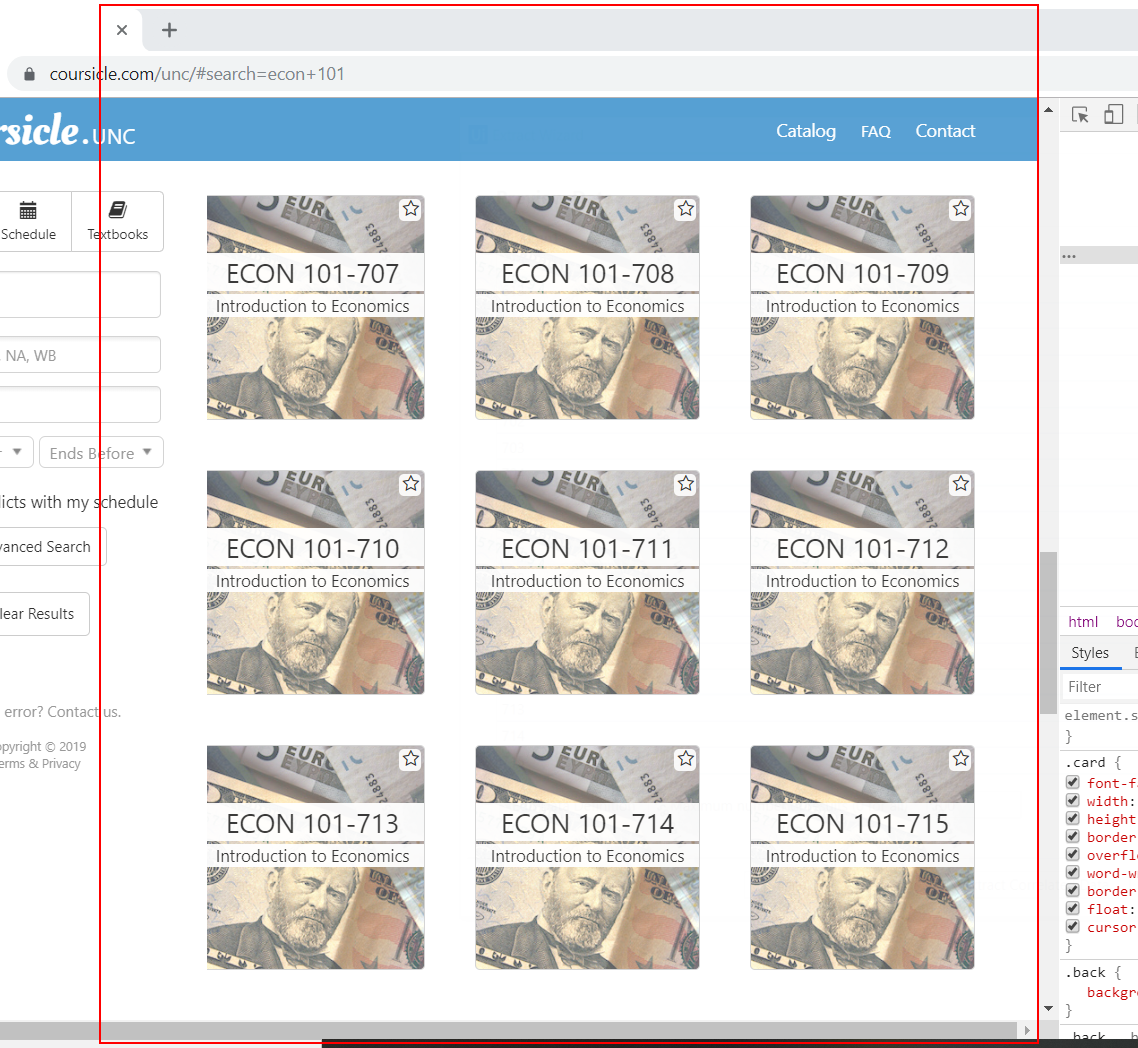 coursicle.com/unc/#search=econ+101
rsicle.UNC
Catalog FAQ Contact
Schedule Textbooks
, NA, WB
Ends Before
licts with my schedule
vanced Search
lear Results
error? Contact us.
opyright © 2019
erms & Privacy
ECON 101-707
Introduction to Economics
ECON 101-708
Introduction to Economics
ECON 101-709
Introduction to Economics
ECON 101-710
Introduction to Economics
ECON 101-711
Introduction to Economics
ECON 101-712
Introduction to Economics
ECON 101-713
Introduction to Economics
ECON 101-714
Introduction to Economics
ECON 101-715
Introduction to Economics
...
html boo
Styles E
Filter
element.s
}
.card {
font-fa
width:
height
border
overflo
word-w
border
float:
cursor
}
.back {
backgro
}